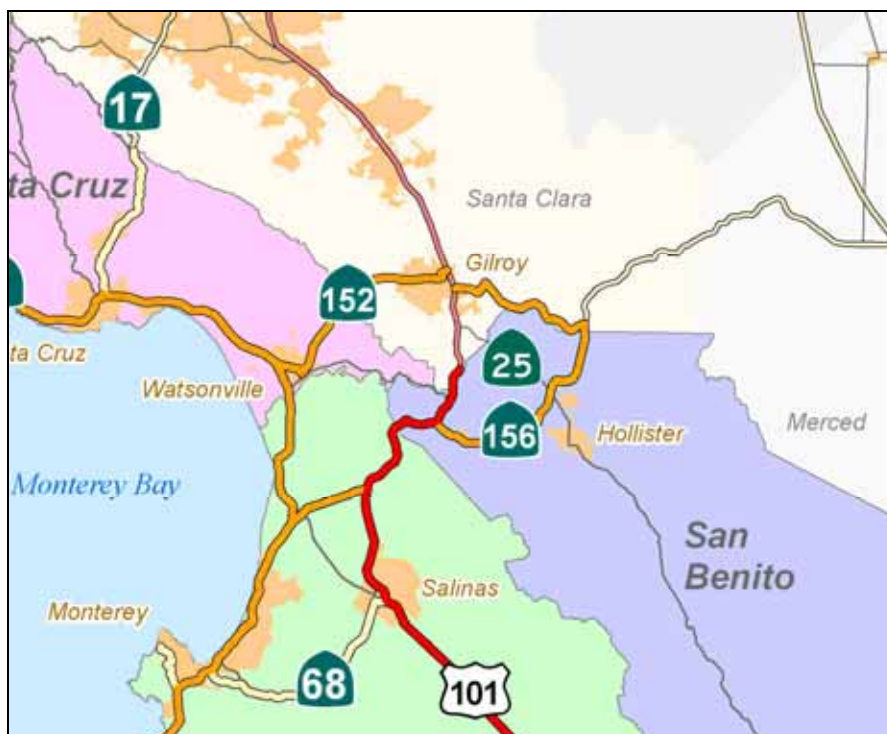 17
ta Cruz
Santa Clara
Gilroy
152
25
ta Cruz
Watsonville
156
Hollister
Merced
Monterey Bay
San
Benito
Salinas
Monterey
68
101